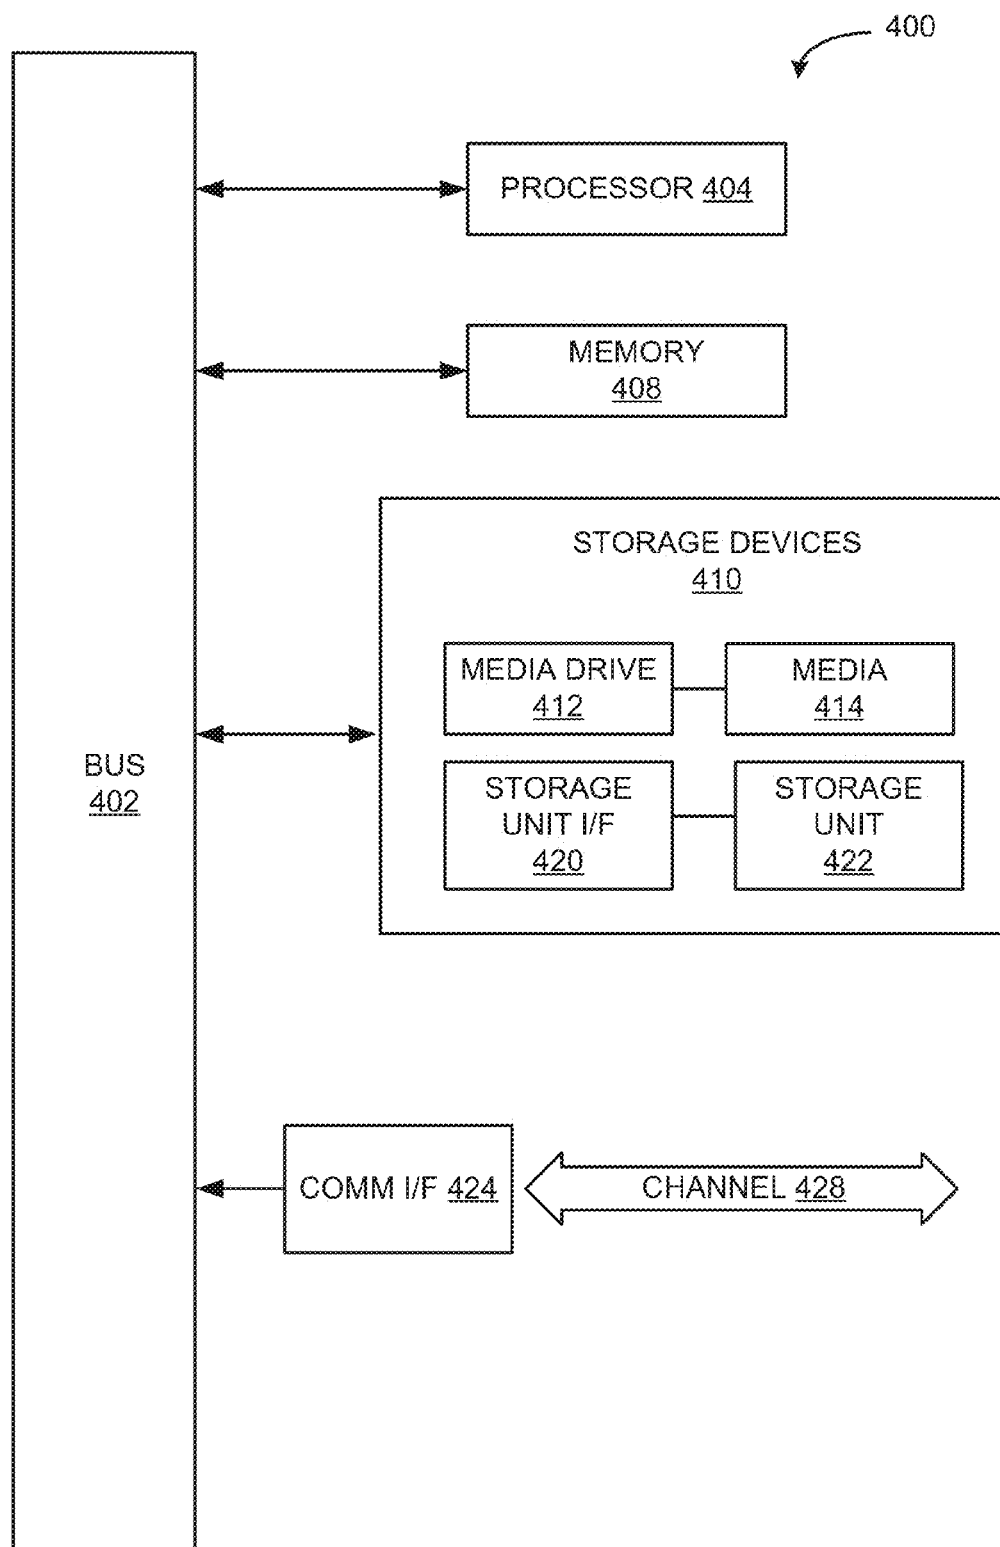 400
PROCESSOR 404
MEMORY
408
STORAGE DEVICES
410
MEDIA DRIVE
412
MEDIA
414
BUS
402
STORAGE
UNIT I/F
420
STORAGE
UNIT
422
COMM I/F 424
CHANNEL 428